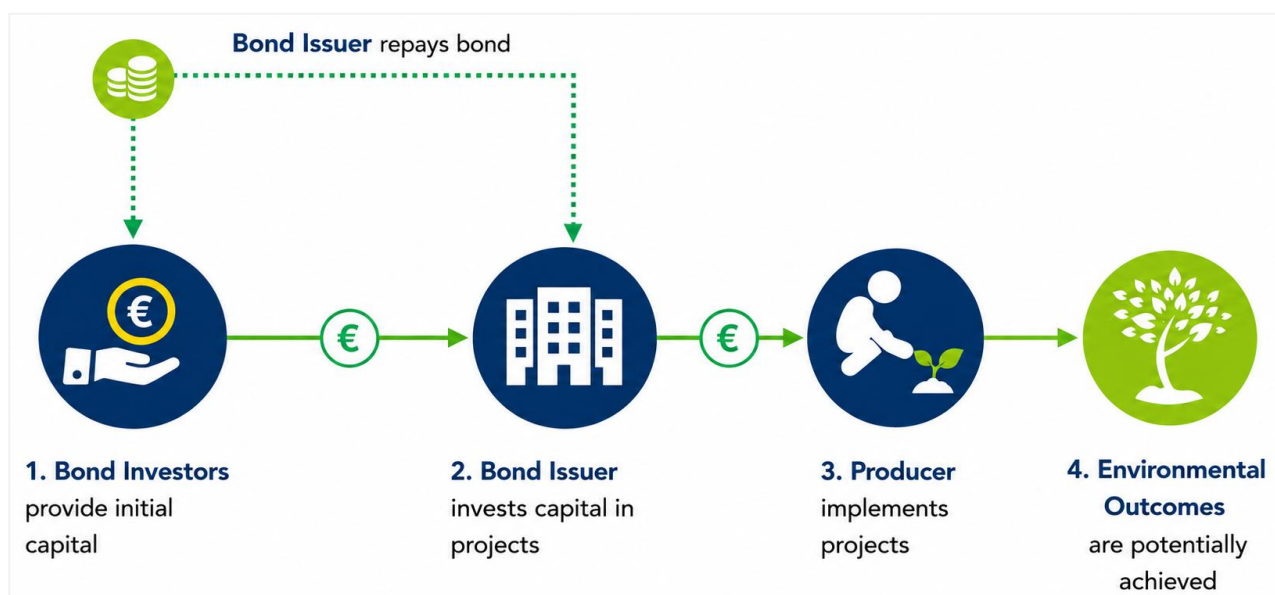 Bond Issuer repays bond
€
€
€
1. Bond Investors
provide initial
capital
2. Bond Issuer
invests capital in
projects
3. Producer
implements
projects
4. Environmental
Outcomes
are potentially
achieved